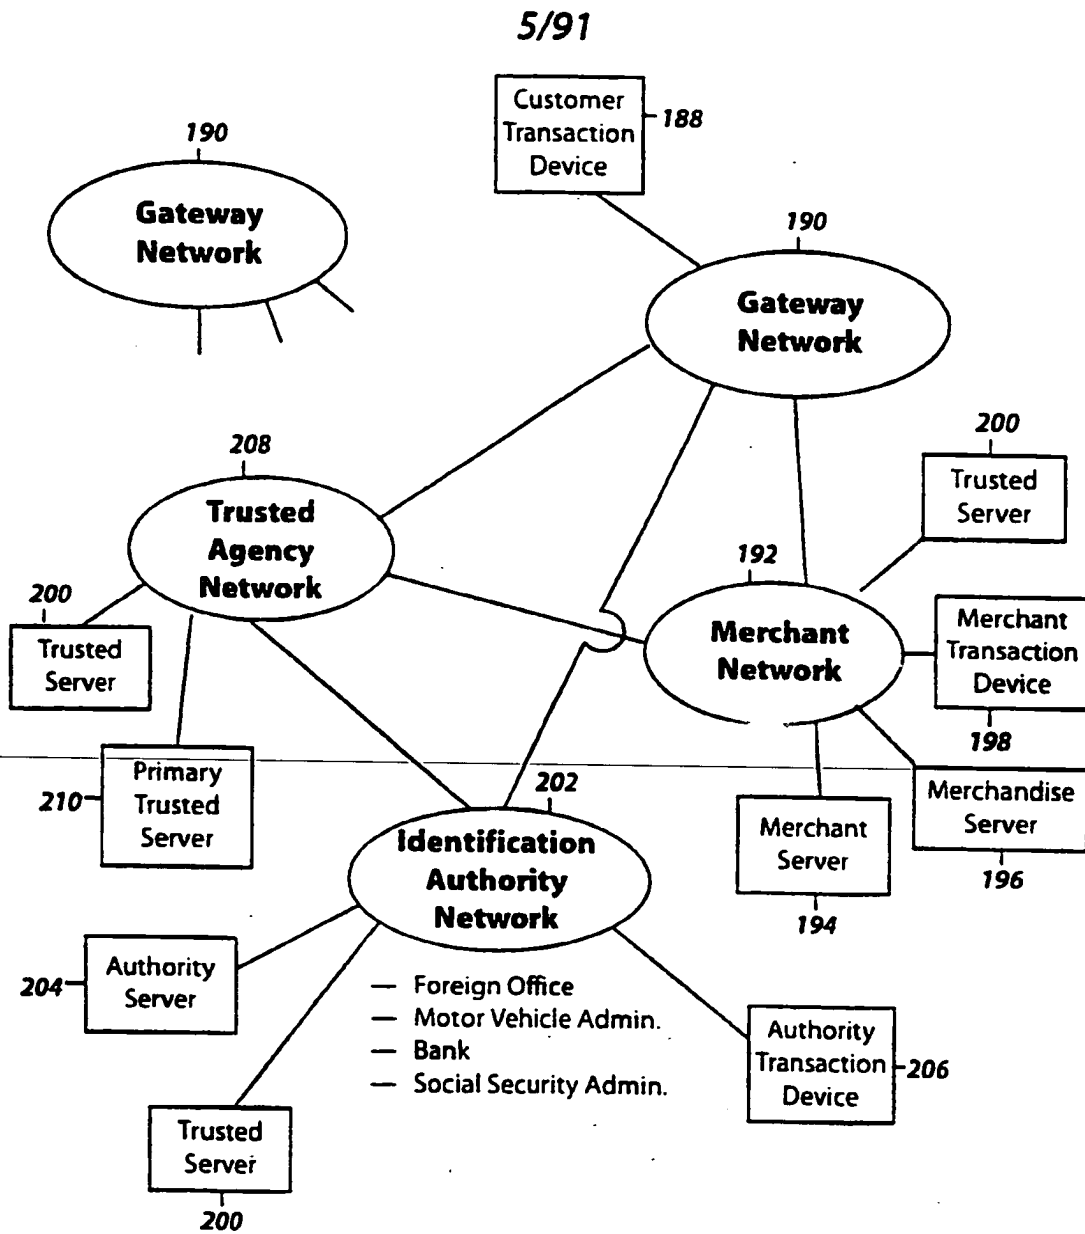 5/91
Customer
Transaction
Device
188
190
Gateway
Network
190
Gateway
Network
208
Trusted
Agency
Network
200
Trusted
Server
192
Merchant
Network
200
Trusted
Server
Merchant
Transaction
Device
198
210
Primary
Trusted
Server
202
Identification
Authority
Network
Merchant
Server
194
Merchandise
Server
196
204
Authority
Server
— Foreign Office
— Motor Vehicle Admin.
— Bank
— Social Security Admin.
Authority
Transaction
Device
206
Trusted
Server
200